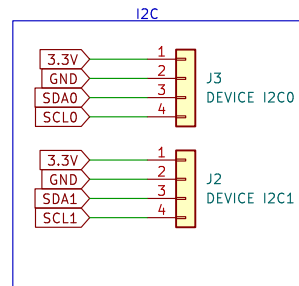 I2C
3.3V 1
GND 2 J3
SDA0 3 DEVICE I2C0
SCL0 4
3.3V 1
GND 2 J2
SDA1 3 DEVICE I2C1
SCL1 4